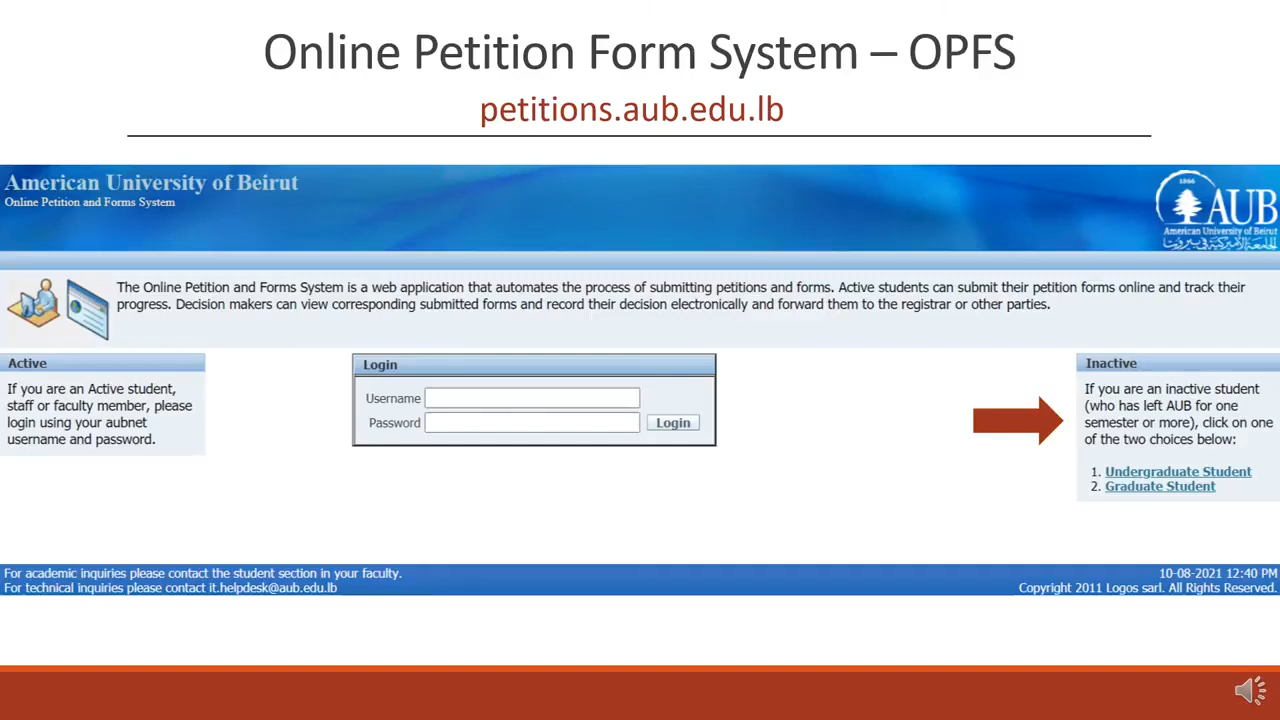 Online Petition Form System – OPFS
petitions.aub.edu.lb
American University of Beirut
Online Petition and Forms System
1866
AUB
American University of Beirut
الجامعة الأميركية في بيروت
The Online Petition and Forms System is a web application that automates the process of submitting petitions and forms. Active students can submit their petition forms online and track their
progress. Decision makers can view corresponding submitted forms and record their decision electronically and forward them to the registrar or other parties.
Active
If you are an Active student,
staff or faculty member, please
login using your aubnet
username and password.
Login
Username
Password
Login
Inactive
If you are an inactive student
(who has left AUB for one
semester or more), click on one
of the two choices below:
1. Undergraduate Student
2. Graduate Student
For academic inquiries please contact the student section in your faculty.
For technical inquiries please contact it.helpdesk@aub.edu.lb
10-08-2021 12:40 PM
Copyright 2011 Logos sarl. All Rights Reserved.